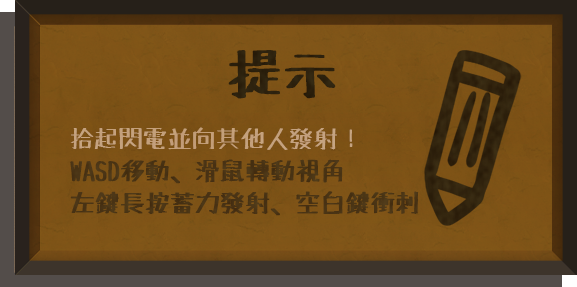 提示
拾起閃電並向其他人發射！
WASD移動、滑鼠轉動視角
左鍵長按蓄力發射、空白鍵衝刺